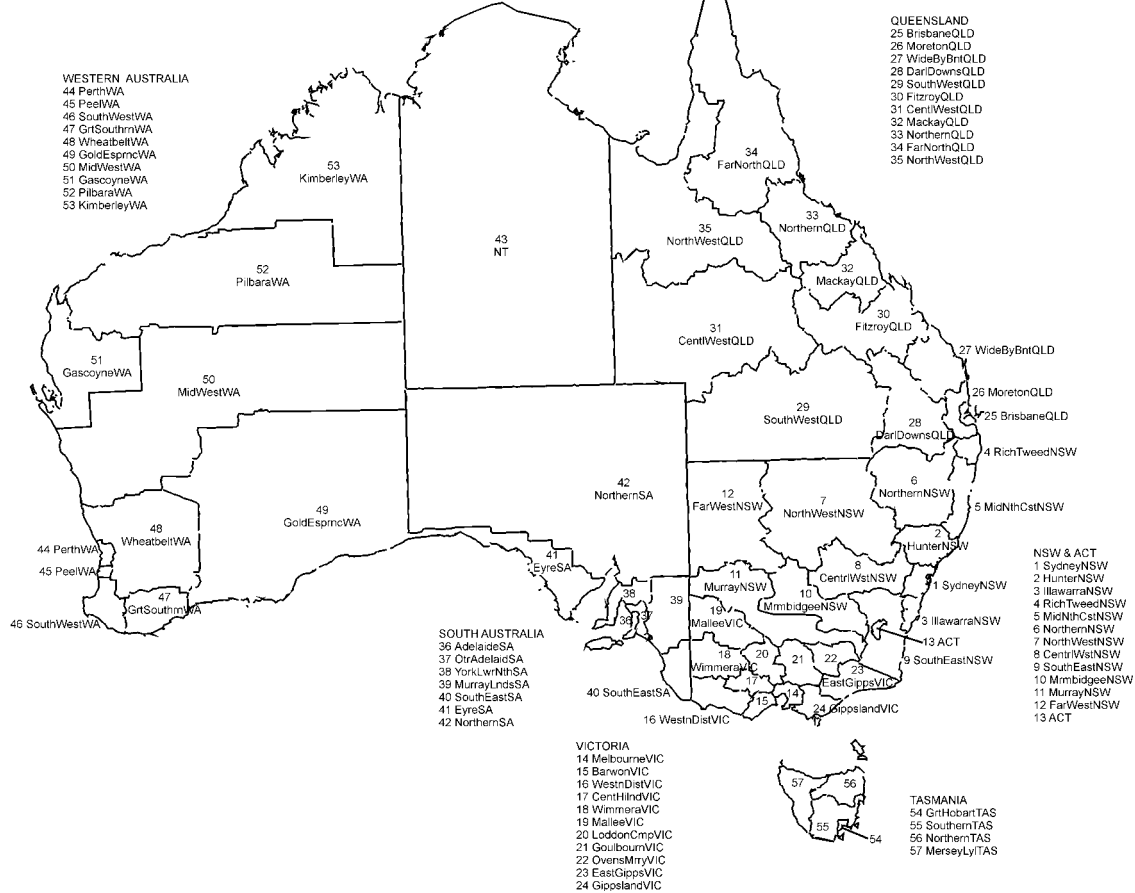 QUEENSLAND
25 BrisbaneQLD
26 MoretonQLD
27 WideByBntQLD
28 DarlDownsQLD
29 SouthWestQLD
30 FitzroyQLD
31 CentlWestQLD
32 MackayQLD
33 NorthernQLD
34 FarNorthQLD
35 NorthWestQLD
WESTERN AUSTRALIA
44 PerthWA
45 PeelWA
46 SouthWestWA
47 GrtSouthrnWA
48 WheatbeltWA
49 GoldEsprncWA
50 MidWestWA
51 GascoyneWA
52 PilbaraWA
53 KimberleyWA
34
FarNorthQLD
53
KimberleyWA
33
NorthernQLD
35
NorthWestQLD
43
NT
52
PilbaraWA
32
MackayQLD
30
FitzroyQLD
31
CentlWestQLD
27 WideByBntQLD
51
GascoyneWA
50
MidWestWA
26 MoretonQLD
29
SouthWestQLD
25 BrisbaneQLD
28
DarlDownsQLD
4 RichTweedNSW
6
NorthernNSW
42
NorthernSA
12
FarWestNSW
7
NorthWestNSW
5 MidNthCstNSW
49
GoldEsprncWA
48
WheatbeltWA
2
HunterNSW
44 PerthWA
45 PeelWA
41
EyreSA
8
CentrlWstNSW
11
MurrayNSW
1 SydneyNSW
10
MrmbidgeeNSW
47
GrtSouthrnWA
38
39
19
MalleeVIC
46 SouthWestWA
36
37
3 IllawarraNSW
13 ACT
9 SouthEastNSW
18
WimmeraVIC
20
21
22
23
EastGippsVIC
17
40 SouthEastSA
14
15
24 GippslandVIC
16 WestnDistVIC
NSW & ACT
1 SydneyNSW
2 HunterNSW
3 IllawarraNSW
4 RichTweedNSW
5 MidNthCstNSW
6 NorthernNSW
7 NorthWestNSW
8 CentrlWstNSW
9 SouthEastNSW
10 MrmbidgeeNSW
11 MurrayNSW
12 FarWestNSW
13 ACT
SOUTH AUSTRALIA
36 AdelaideSA
37 OtrAdelaidSA
38 YorkLwrNthSA
39 MurrayLndsSA
40 SouthEastSA
41 EyreSA
42 NorthernSA
VICTORIA
14 MelbourneVIC
15 BarwonVIC
16 WestnDistVIC
17 CentHilndVIC
18 WimmeraVIC
19 MalleeVIC
20 LoddonCmpVIC
21 GoulbournVIC
22 OvensMrryVIC
23 EastGippsVIC
24 GippslandVIC
57
56
55
54
TASMANIA
54 GrtHobartTAS
55 SouthernTAS
56 NorthernTAS
57 MerseyLylTAS